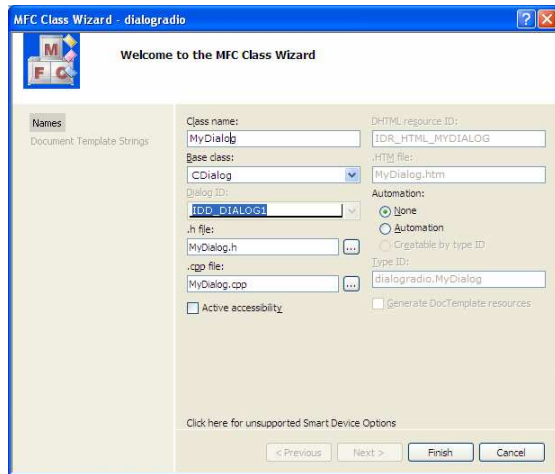 MFC Class Wizard - dialogradio
M
F C
Welcome to the MFC Class Wizard
Names
Document Template Strings
Class name:
MyDialog
Base class:
CDialog
Dialog ID:
IDD_DIALOG1
.h file:
MyDialog.h
...
.cpp file:
MyDialog.cpp
...
Active accessibility
DHTML resource ID:
IDR_HTML_MYDIALOG
.HTM file:
MyDialog.htm
Automation:
None
Automation
Creatable by type ID
Type ID:
dialogradio.MyDialog
Generate DocTemplate resources
Click here for unsupported Smart Device Options
< Previous
Next >
Finish
Cancel